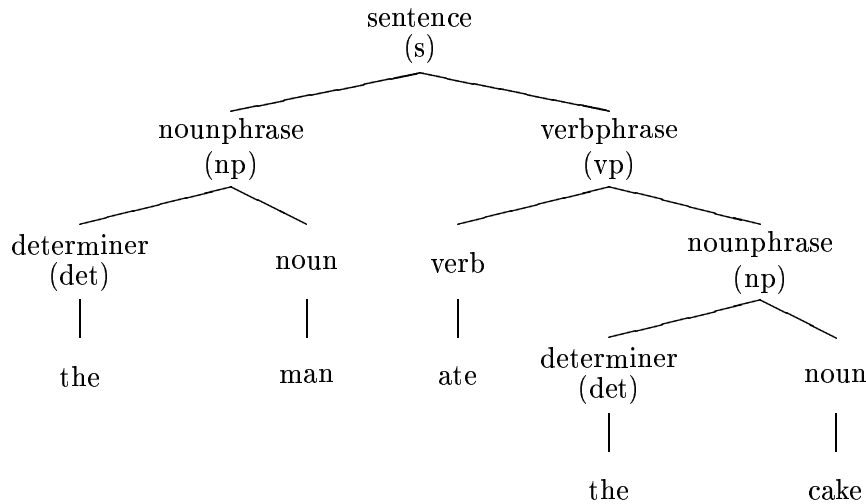 sentence
(s)
nounphrase
(np)
verbphrase
(vp)
determiner
(det)
noun
verb
nounphrase
(np)
the
man
ate
determiner
(det)
noun
the
cake